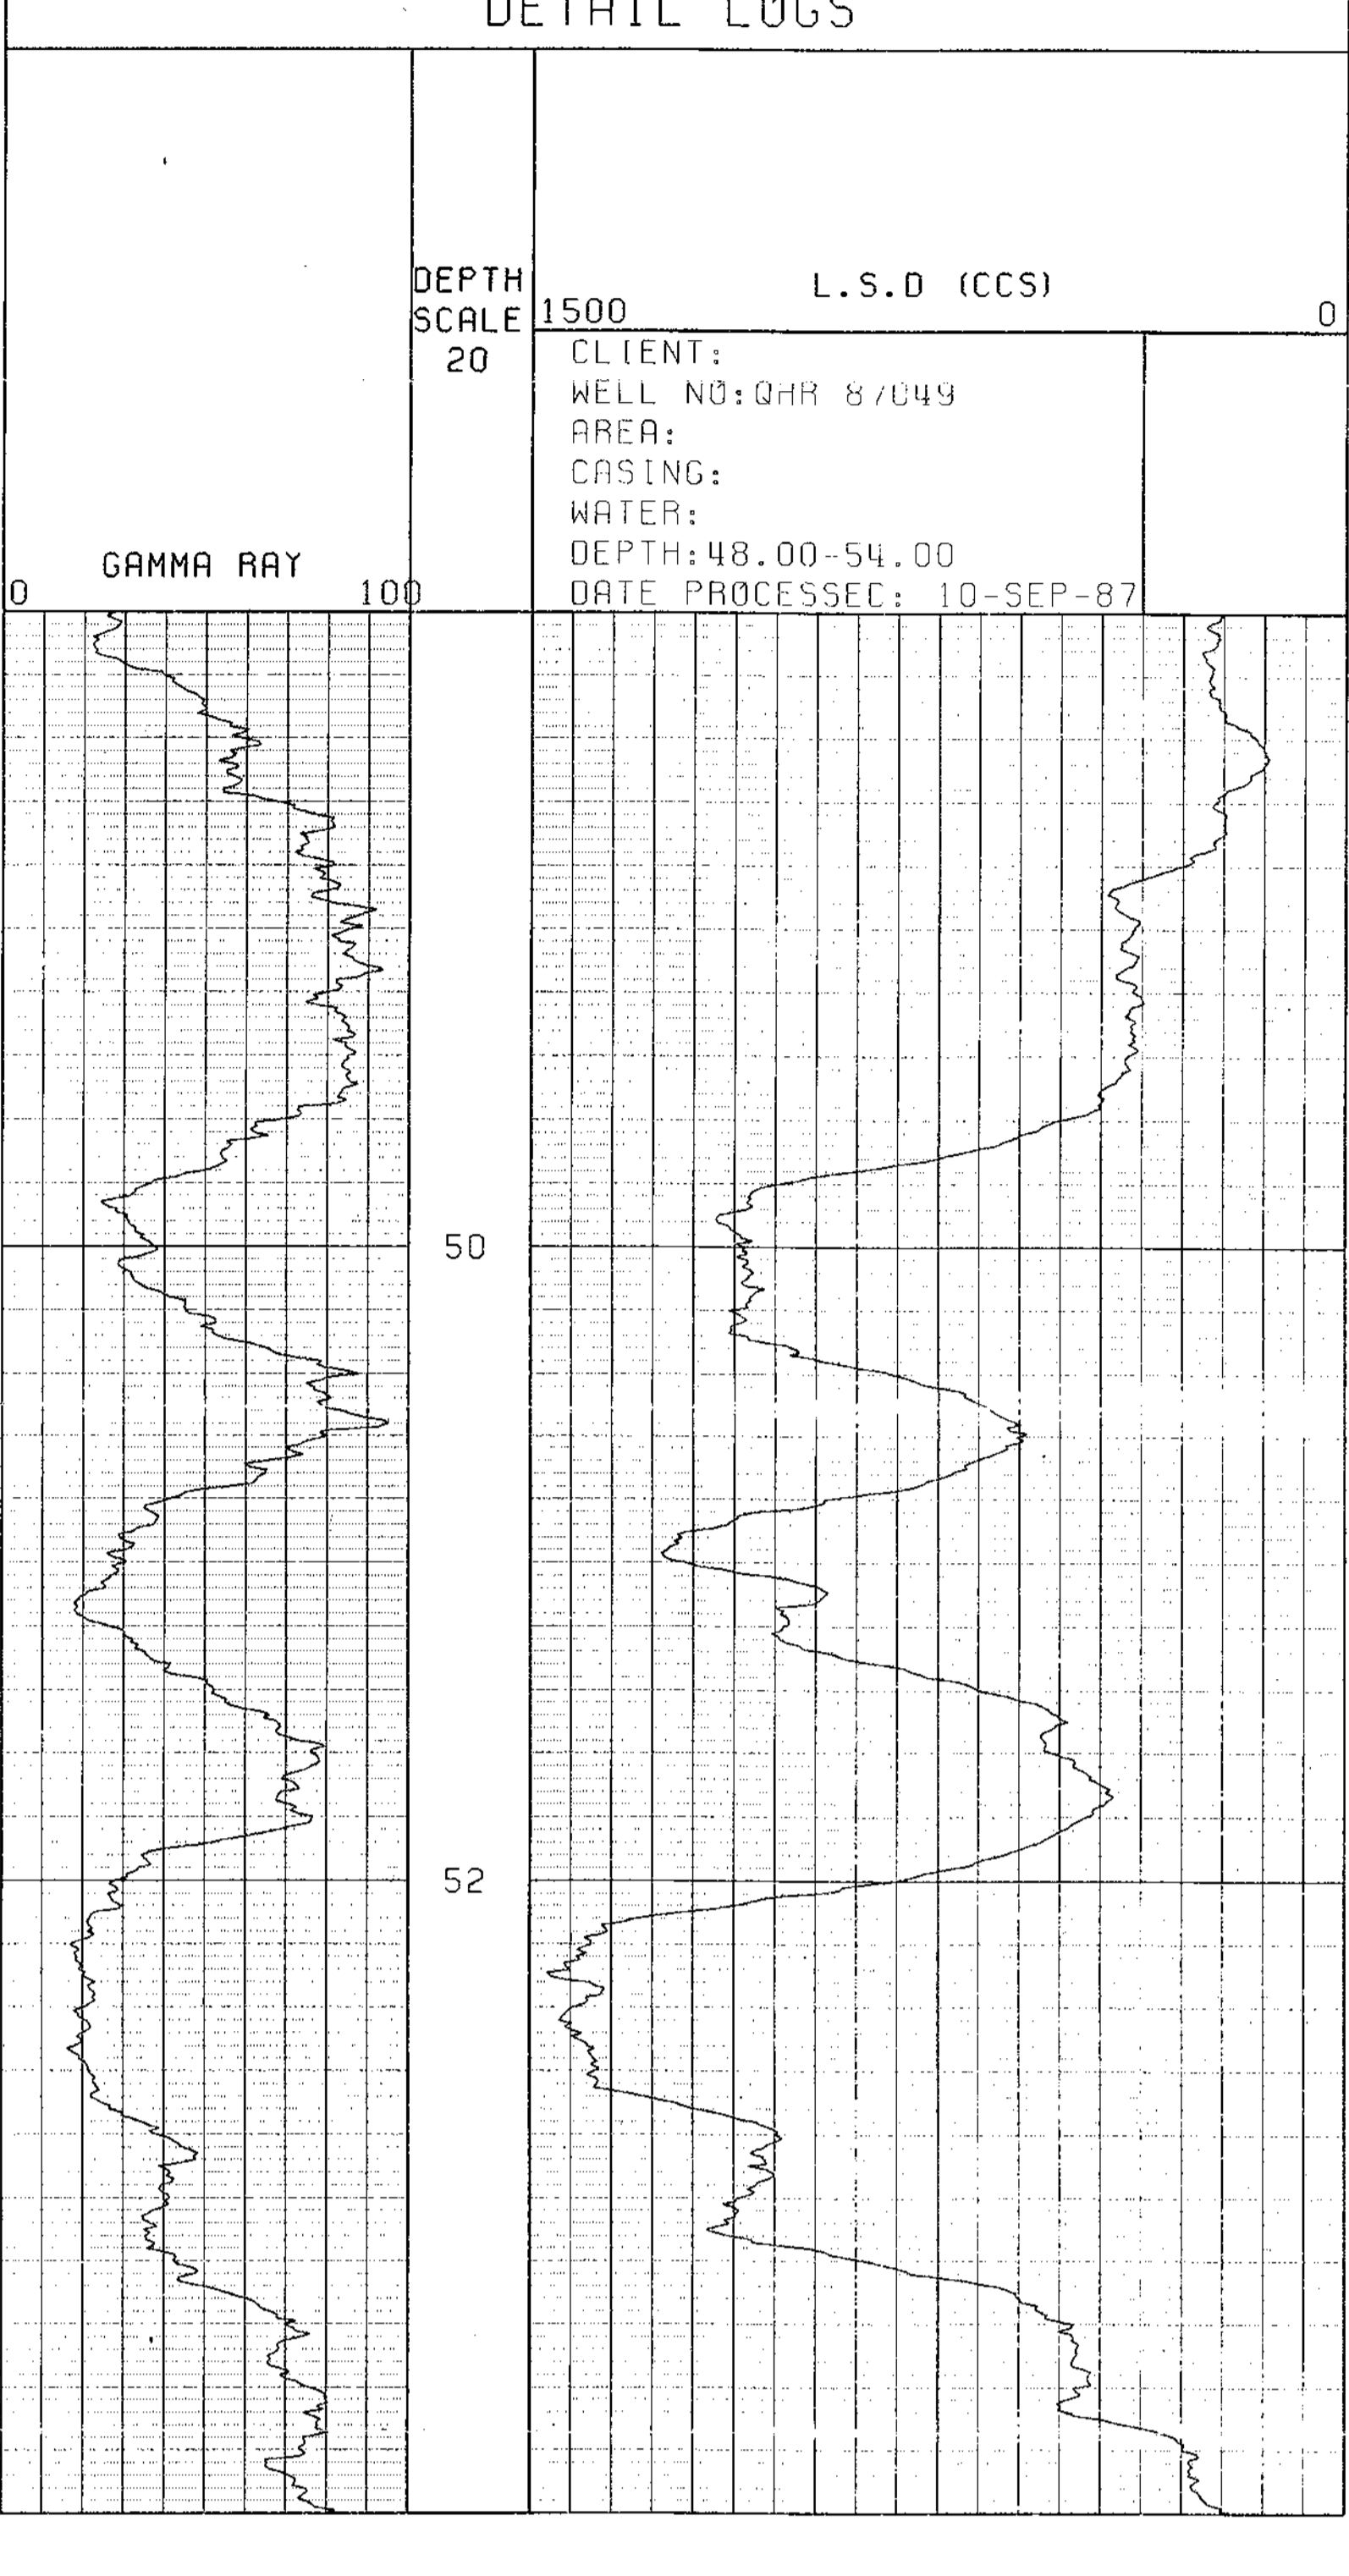 DETAIL LOGS
DEPTH
SCALE
20
L.S.D (CCS)
1500 0
CLIENT:
WELL NO:QHR 87049
AREA:
CASING:
WATER:
DEPTH:48.00-54.00
DATE PROCESSEC: 10-SEP-87
GAMMA RAY
0 100
50
52